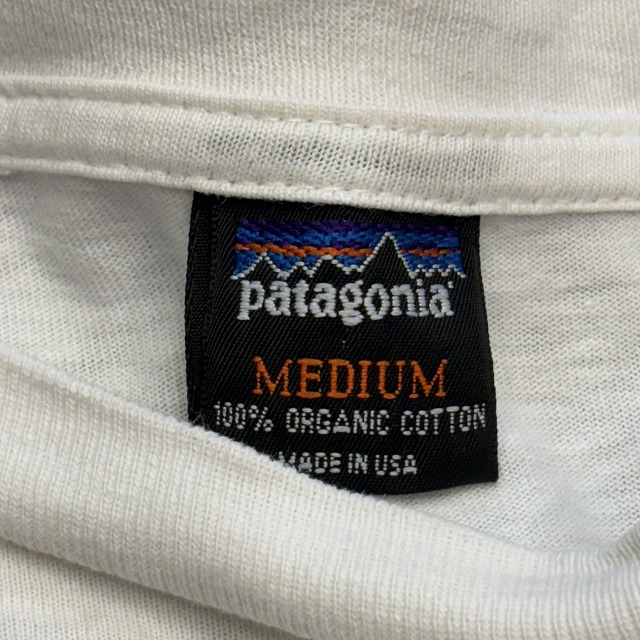 patagonia
MEDIUM
100% ORGANIC COTTON
MADE IN USA